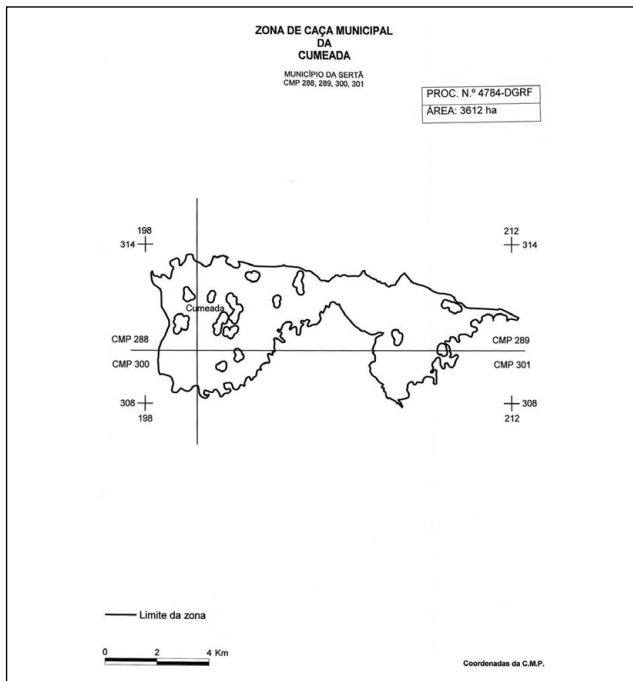 ZONA DE CAÇA MUNICIPAL
DA
CUMEADA
MUNICÍPIO DA SERTÃ
CMP 288, 289, 300, 301
PROC. N.º 4784-DGRF
ÁREA: 3612 ha
198
212
314
314
Cumeada
CMP 288
CMP 289
CMP 300
CMP 301
308
308
198
212
Limite da zona
0 2 4 Km
Coordenadas da C.M.P.